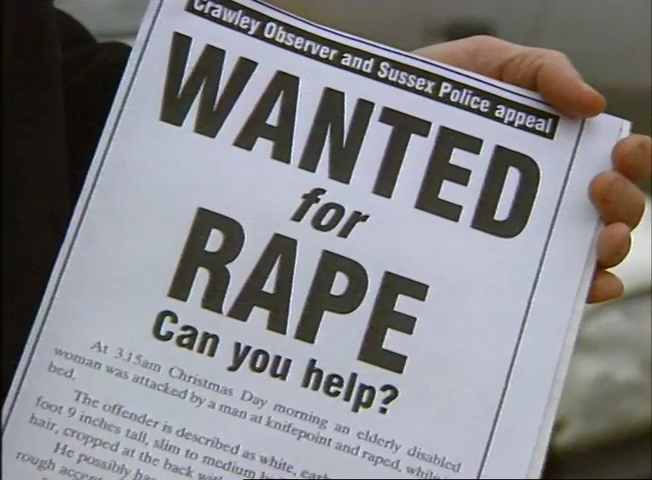 Crawley Observer and Sussex Police appeal
WANTED
for
RAPE
Can you help?
At 3.15am Christmas Day morning an elderly disabled
woman was attacked by a man at knifepoint and raped, while
bed.
The offender is described as white,
foot 9 inches tall, slim to medium
hair, cropped at the back
He possibly
rough